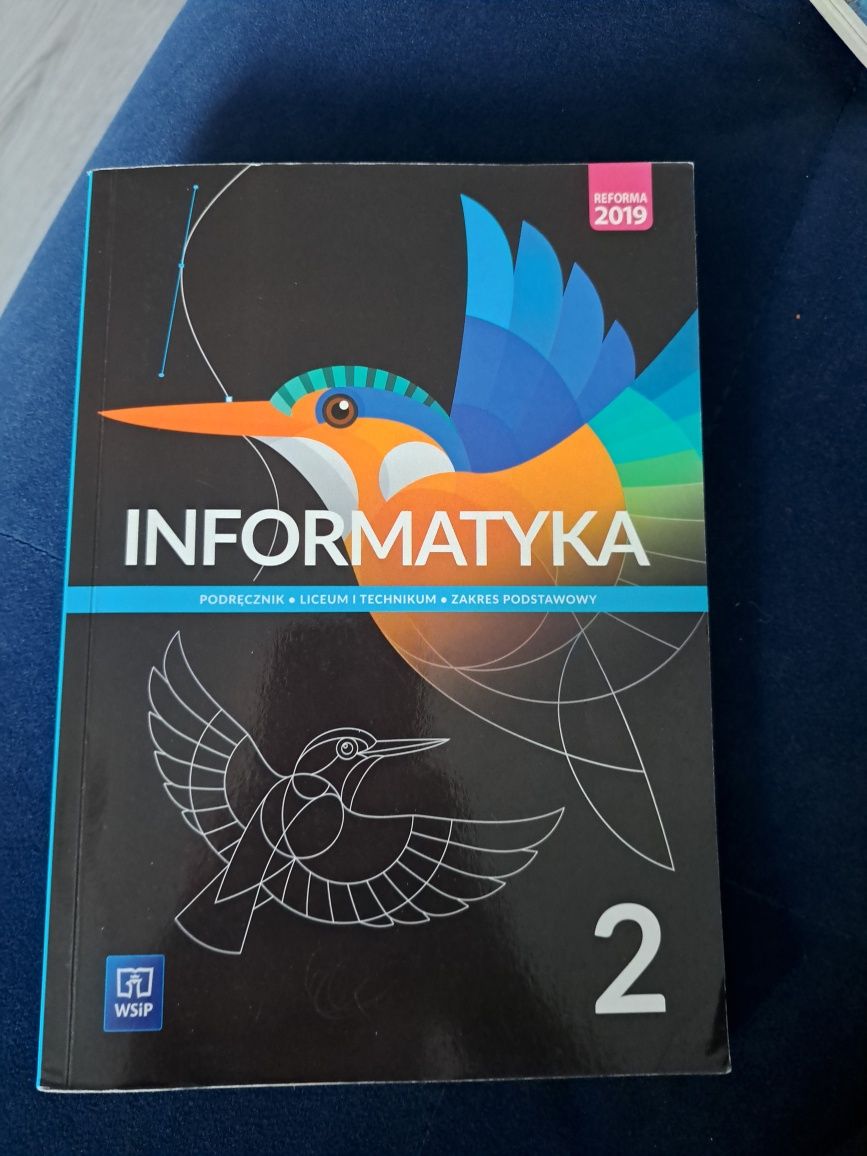 REFORMA
2019
INFORMATYKA
PODRĘCZNIK • LICEUM I TECHNIKUM • ZAKRES PODSTAWOWY
2
WSiP